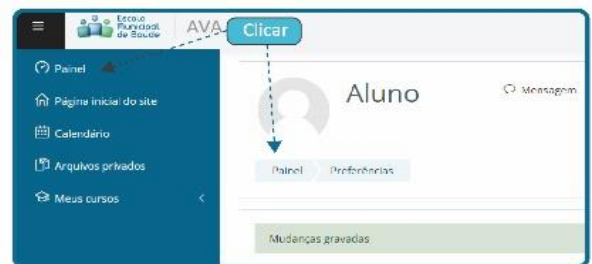 Escola
Municipal
de Saúde
AVA
Clicar
Painel
Página inicial do site
Calendário
Arquivos privados
Meus cursos
Aluno
Mensagem
Painel
Preferências
Mudanças gravadas